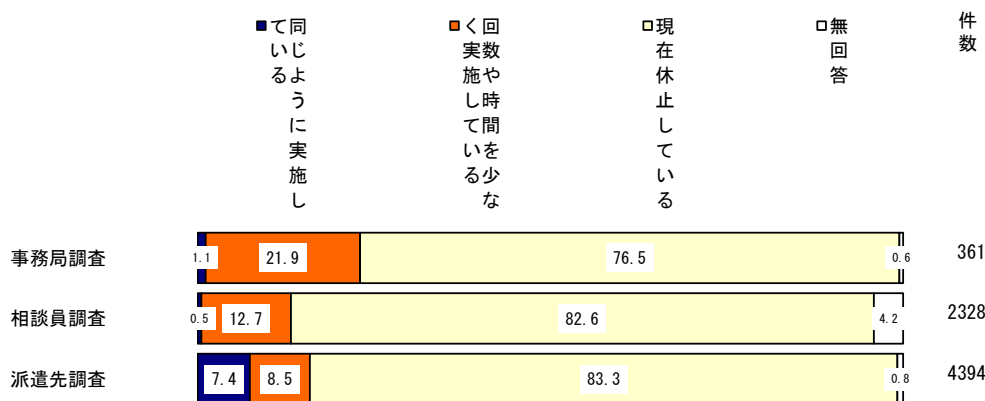 同じように実施し
ている
回数や時間を少な
く実施している
現在休止している
無回答
件数
事務局調査 1.1 21.9 76.5 0.6 361
相談員調査 0.5 12.7 82.6 4.2 2328
派遣先調査 7.4 8.5 83.3 0.8 4394